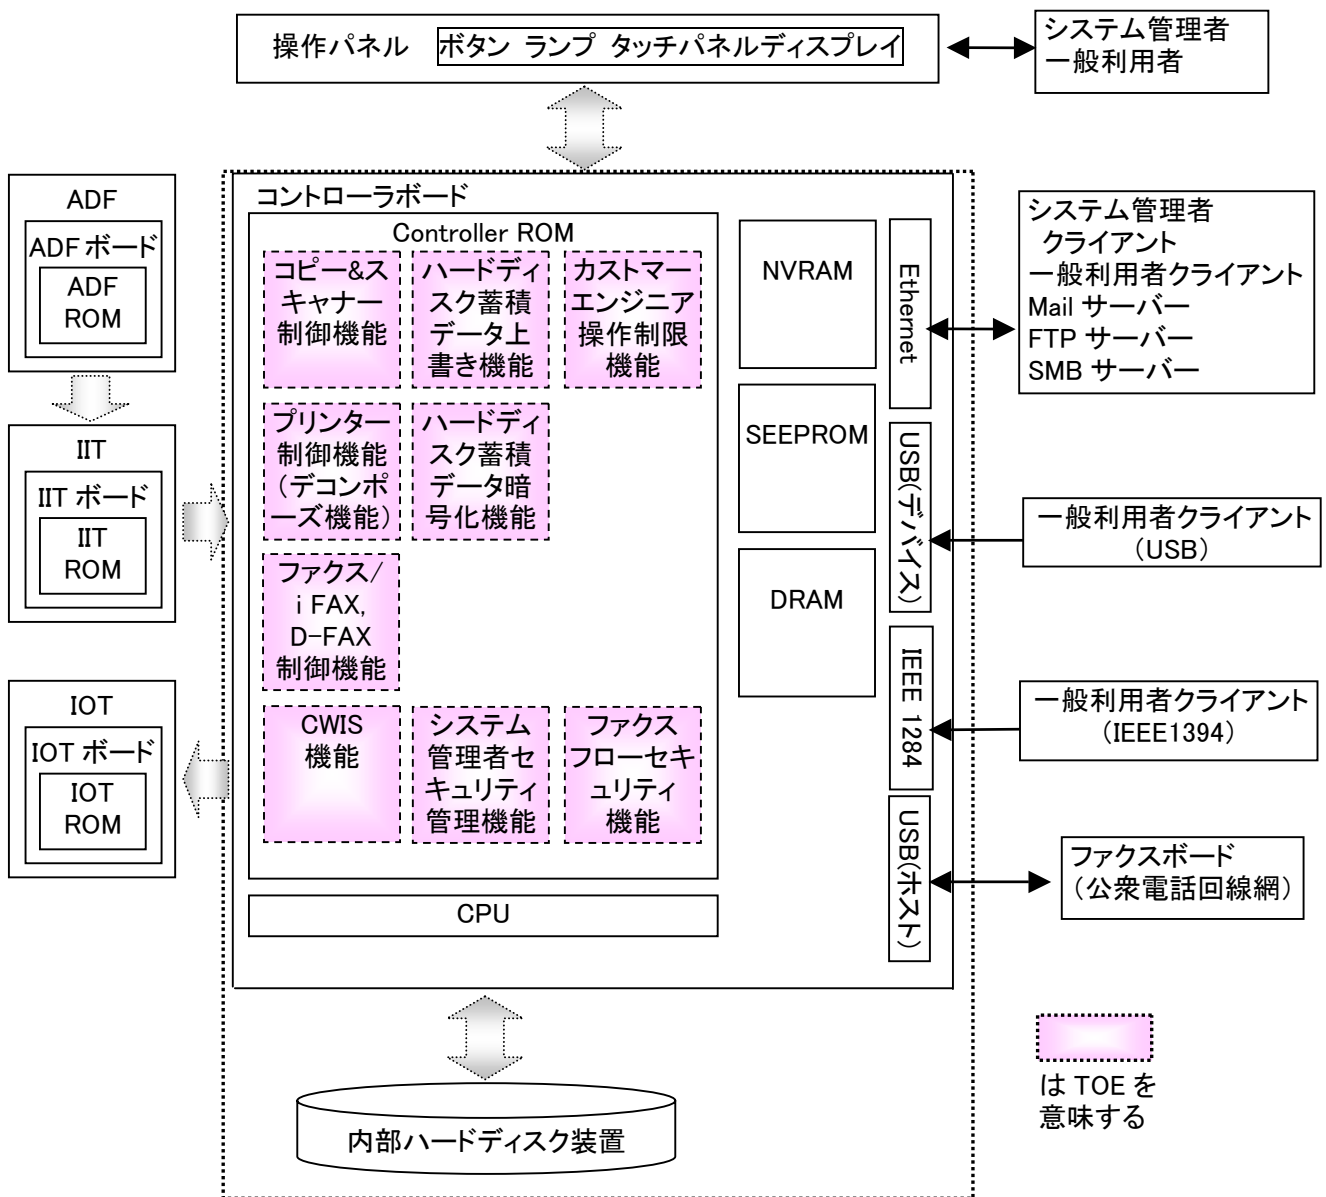 操作パネル ボタン ランプ タッチパネルディスプレイ
システム管理者
一般利用者
ADF
ADF ボード
ADF
ROM
IIT
IIT ボード
IIT
ROM
IOT
IOT ボード
IOT
ROM
コントローラボード
Controller ROM
コピー&ス
キャナー
制御機能
ハードディ
スク蓄積
データ上
書き機能
カストマー
エンジニア
操作制限
機能
プリンター
制御機能
(デコンポ
ーズ機能)
ハードディ
スク蓄積
データ暗
号化機能
ファクス/
i FAX,
D-FAX
制御機能
CWIS
機能
システム
管理者セ
キュリティ
管理機能
ファクス
フローセキ
ュリティ
機能
CPU
NVRAM
SEEPROM
DRAM
Ethernet
USB(デバイス)
IEEE 1284
USB(ホスト)
システム管理者
クライアント
一般利用者クライアント
Mail サーバー
FTP サーバー
SMB サーバー
一般利用者クライアント
(USB)
一般利用者クライアント
(IEEE1394)
ファクスボード
(公衆電話回線網)
内部ハードディスク装置
は TOE を
意味する